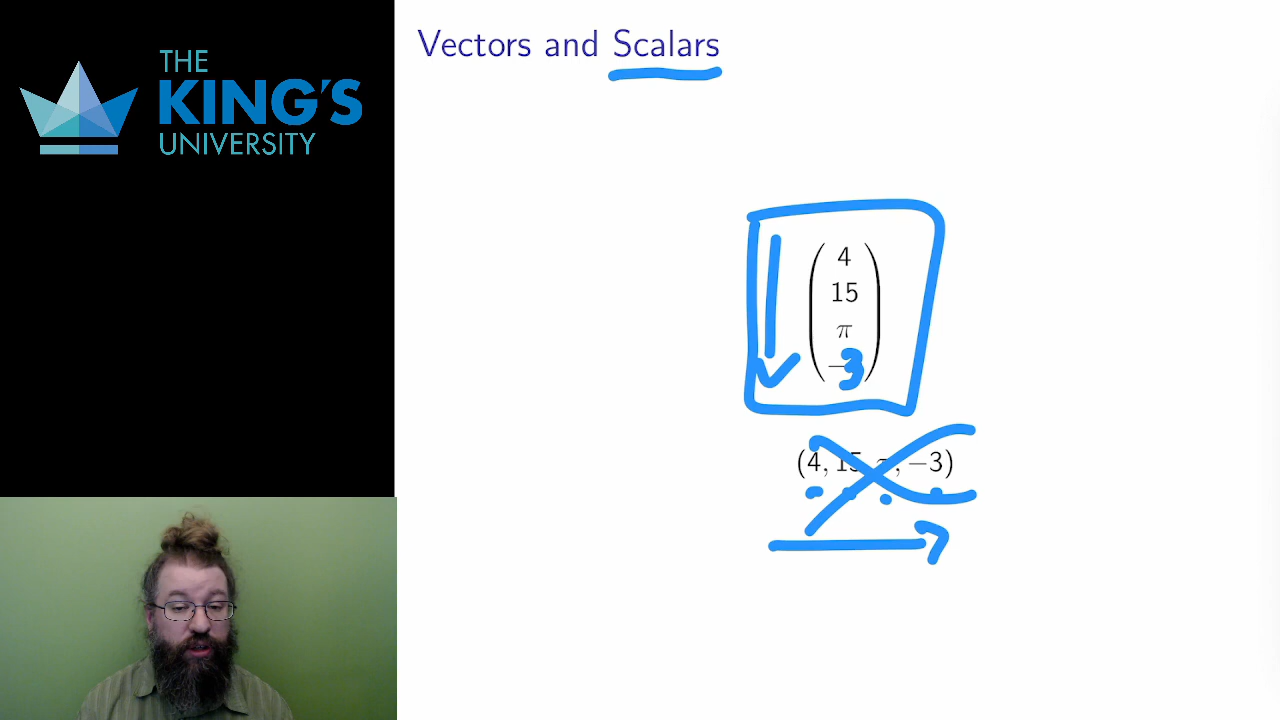 THE
KING'S
UNIVERSITY
Vectors and Scalars
4
15
π
−3
(4, 15, π, −3)